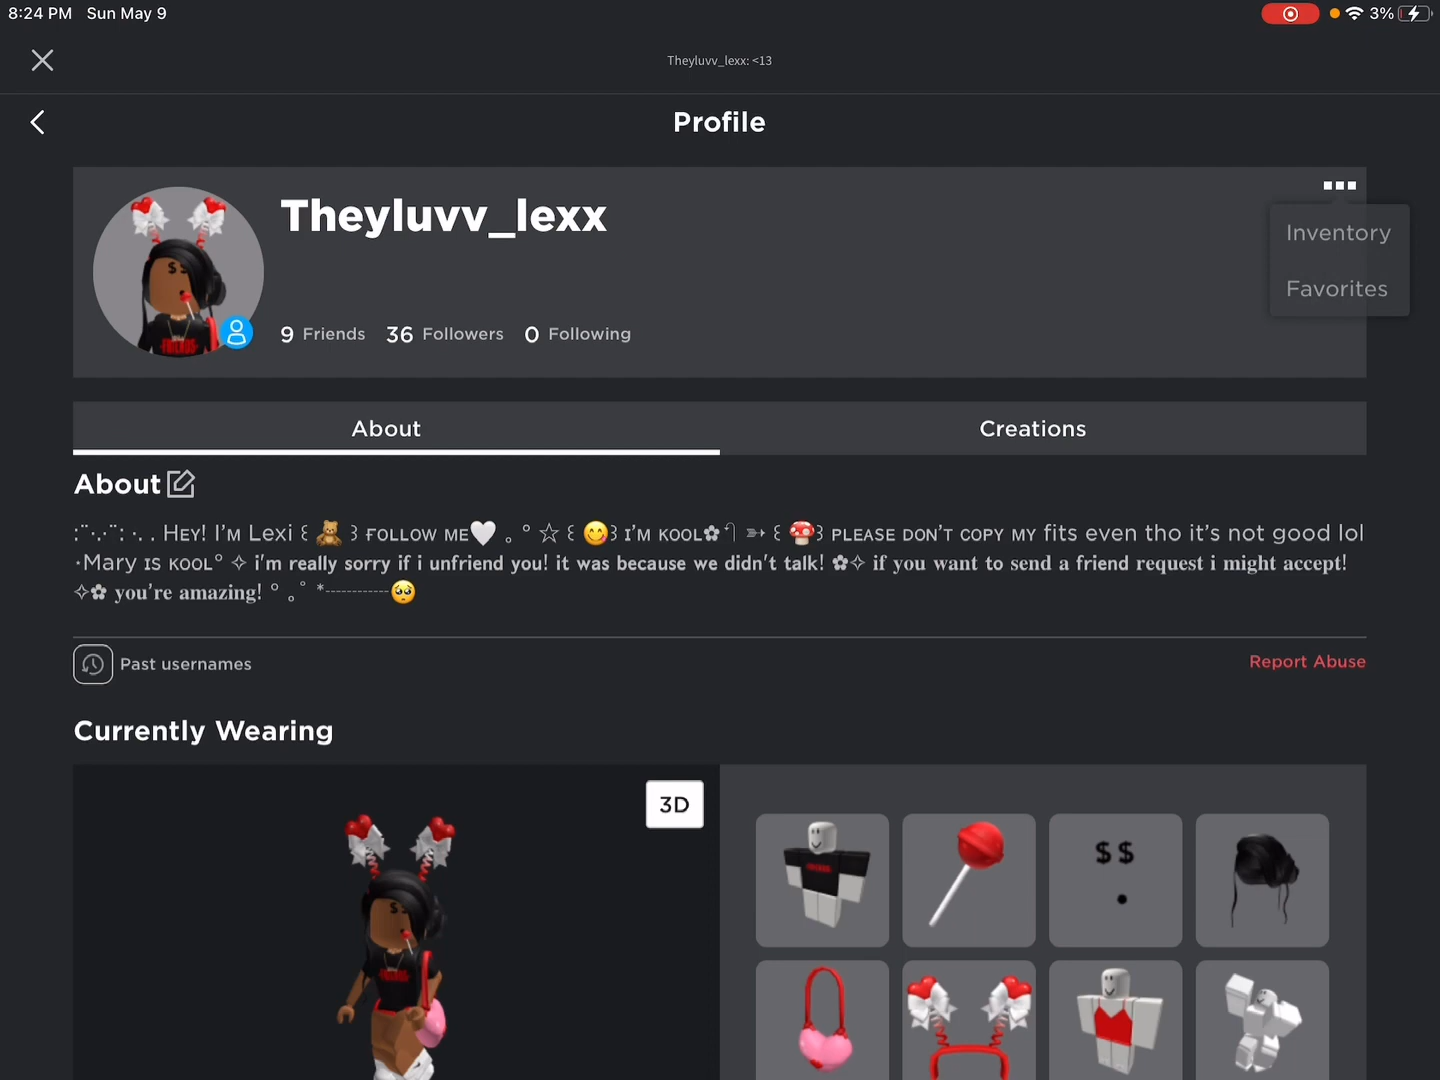 8:24 PM Sun May 9
3%
Theyluvv_lexx: <13
Profile
Theyluvv_lexx
Inventory
Favorites
9 Friends 36 Followers 0 Following
About
Creations
About
Hᴇʏ! I'ᴍ Lexi ꒰🧸꒱ ғᴏʟʟᴏᴡ ᴍᴇ🤍 。° ☆ ꒰😋꒱ ɪ'ᴍ ᴋᴏᴏʟ✿ ➳ ꒰🍄꒱ ᴘʟᴇᴀsᴇ ᴅᴏɴ'ᴛ ᴄᴏᴘʏ ᴍʏ fits even tho it's not good lol
·Mary ɪs ᴋᴏᴏʟ° ✧ 𝐢'𝐦 𝐫𝐞𝐚𝐥𝐥𝐲 𝐬𝐨𝐫𝐫𝐲 𝐢𝐟 𝐢 𝐮𝐧𝐟𝐫𝐢𝐞𝐧𝐝 𝐲𝐨𝐮! 𝐢𝐭 𝐰𝐚𝐬 𝐛𝐞𝐜𝐚𝐮𝐬𝐞 𝐰𝐞 𝐝𝐢𝐝𝐧'𝐭 𝐭𝐚𝐥𝐤! ✿✧ 𝐢𝐟 𝐲𝐨𝐮 𝐰𝐚𝐧𝐭 𝐭𝐨 𝐬𝐞𝐧𝐝 𝐚 𝐟𝐫𝐢𝐞𝐧𝐝 𝐫𝐞𝐪𝐮𝐞𝐬𝐭 𝐢 𝐦𝐢𝐠𝐡𝐭 𝐚𝐜𝐜𝐞𝐩𝐭!
✧✿ 𝐲𝐨𝐮'𝐫𝐞 𝐚𝐦𝐚𝐳𝐢𝐧𝐠! ° 。° *┈┈┈┈🥺
Past usernames
Report Abuse
Currently Wearing
3D
$$